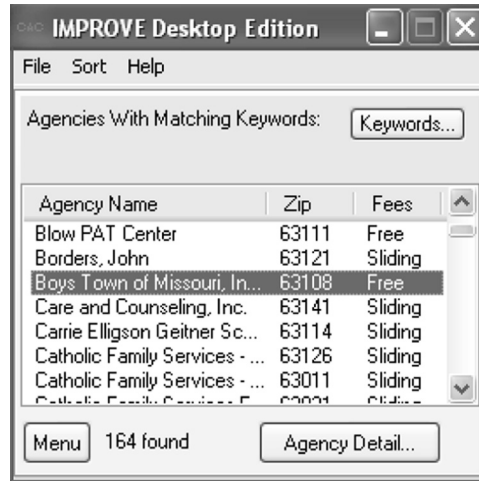 IMPROVE Desktop Edition
File Sort Help
Agencies With Matching Keywords: Keywords...
Agency Name Zip Fees
Blow PAT Center 63111 Free
Borders, John 63121 Sliding
Boys Town of Missouri, In... 63108 Free
Care and Counseling, Inc. 63141 Sliding
Carrie Elligson Geitner Sc... 63114 Sliding
Catholic Family Services - ... 63126 Sliding
Catholic Family Services - ... 63011 Sliding
Menu 164 found Agency Detail...